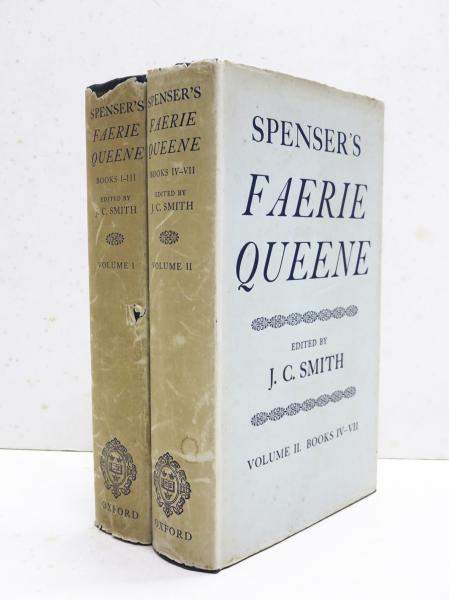 SPENSER'S
FAERIE
QUEENE
BOOKS I-III
EDITED BY
J. C. SMITH
VOLUME I
OXFORD
SPENSER'S
FAERIE
QUEENE
BOOKS IV-VII
EDITED BY
J. C. SMITH
VOLUME II
OXFORD
SPENSER'S
FAERIE
QUEENE
EDITED BY
J. C. SMITH
VOLUME II. BOOKS IV-VII